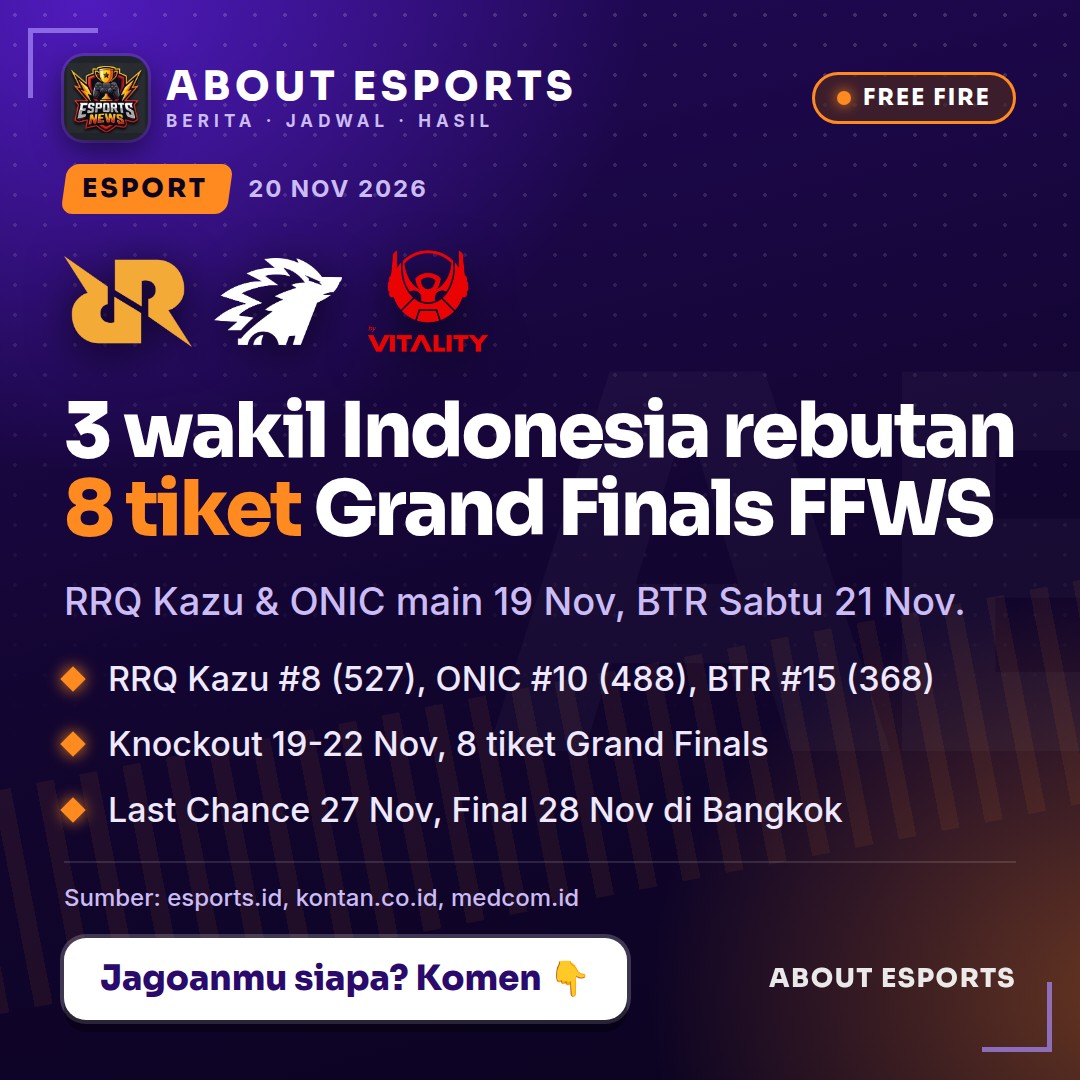 ESPORTS
NEWS
ABOUT ESPORTS
BERITA · JADWAL · HASIL
FREE FIRE
ESPORT
20 NOV 2026
by
VITALITY
3 wakil Indonesia rebutan
8 tiket Grand Finals FFWS
RRQ Kazu & ONIC main 19 Nov, BTR Sabtu 21 Nov.
RRQ Kazu #8 (527), ONIC #10 (488), BTR #15 (368)
Knockout 19-22 Nov, 8 tiket Grand Finals
Last Chance 27 Nov, Final 28 Nov di Bangkok
Sumber: esports.id, kontan.co.id, medcom.id
Jagoanmu siapa? Komen 👇
ABOUT ESPORTS